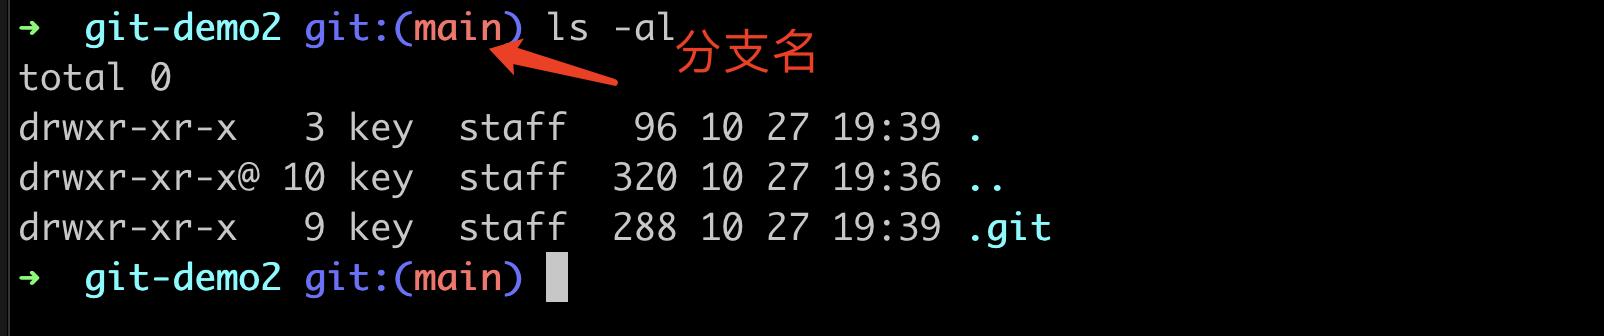 ➜  git-demo2 git:(main) ls -al
分支名
total 0
drwxr-xr-x   3 key  staff   96 10 27 19:39 .
drwxr-xr-x@ 10 key  staff  320 10 27 19:36 ..
drwxr-xr-x   9 key  staff  288 10 27 19:39 .git
➜  git-demo2 git:(main)